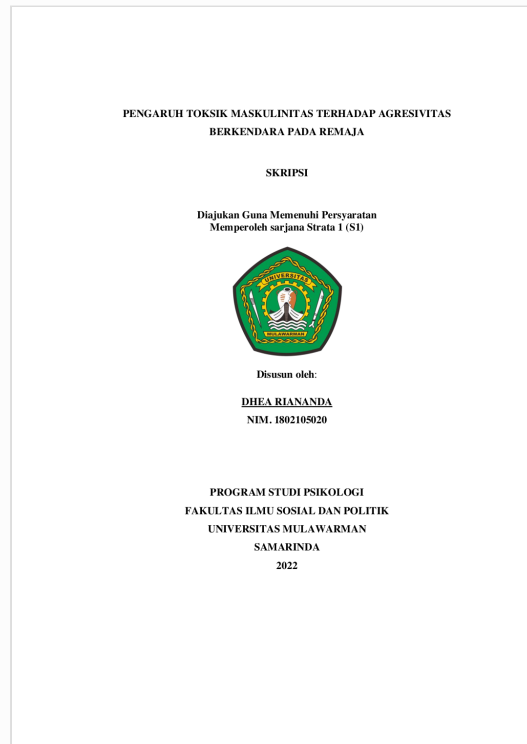 PENGARUH TOKSIK MASKULINITAS TERHADAP AGRESIVITAS
BERKENDARA PADA REMAJA
SKRIPSI
Diajukan Guna Memenuhi Persyaratan
Memperoleh sarjana Strata 1 (S1)
UNIVERSITAS
MULAWARMAN
Disusun oleh:
DHEA RIANANDA
NIM. 1802105020
PROGRAM STUDI PSIKOLOGI
FAKULTAS ILMU SOSIAL DAN POLITIK
UNIVERSITAS MULAWARMAN
SAMARINDA
2022